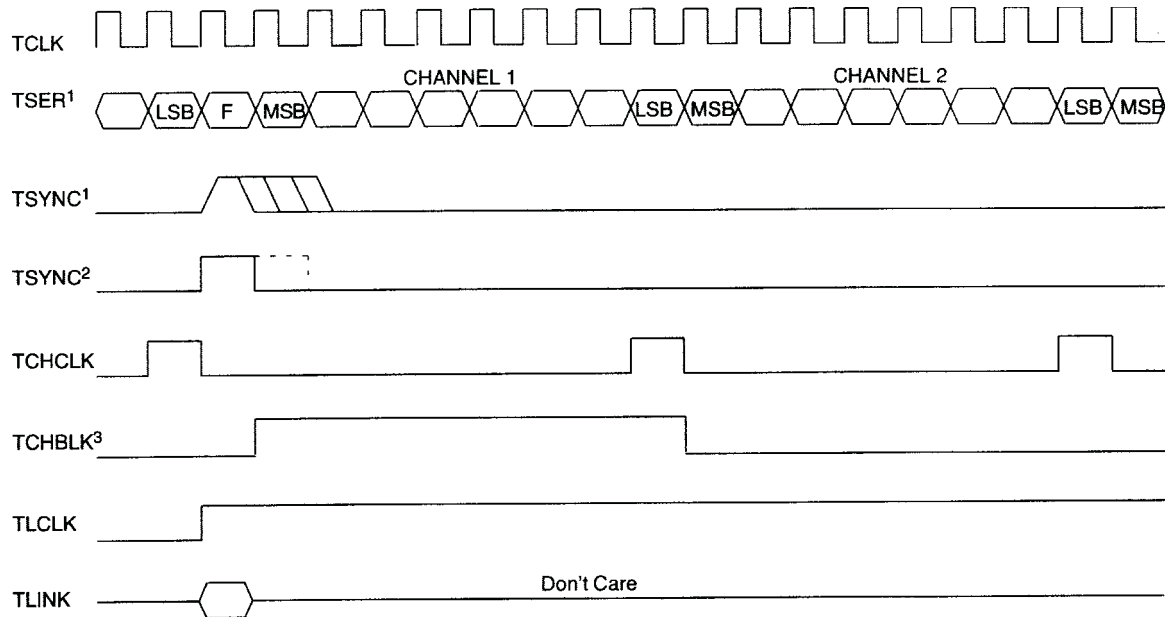 TCLK
CHANNEL 1 CHANNEL 2
TSER¹ LSB F MSB LSB MSB LSB MSB
TSYNC¹
TSYNC²
TCHCLK
TCHBLK³
TLCLK
Don't Care
TLINK